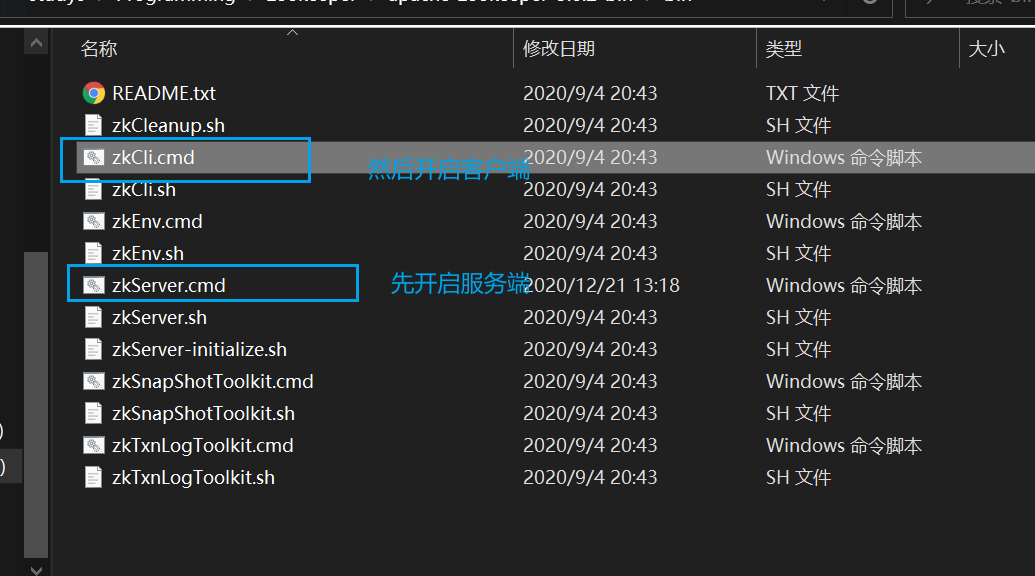 名称 修改日期 类型 大小
README.txt 2020/9/4 20:43 TXT 文件
zkCleanup.sh 2020/9/4 20:43 SH 文件
zkCli.cmd 然后开启客户端 2020/9/4 20:43 Windows 命令脚本
zkCli.sh 2020/9/4 20:43 SH 文件
zkEnv.cmd 2020/9/4 20:43 Windows 命令脚本
zkEnv.sh 2020/9/4 20:43 SH 文件
zkServer.cmd 先开启服务端 2020/12/21 13:18 Windows 命令脚本
zkServer.sh 2020/9/4 20:43 SH 文件
zkServer-initialize.sh 2020/9/4 20:43 SH 文件
zkSnapShotToolkit.cmd 2020/9/4 20:43 Windows 命令脚本
zkSnapShotToolkit.sh 2020/9/4 20:43 SH 文件
zkTxnLogToolkit.cmd 2020/9/4 20:43 Windows 命令脚本
zkTxnLogToolkit.sh 2020/9/4 20:43 SH 文件
)
)